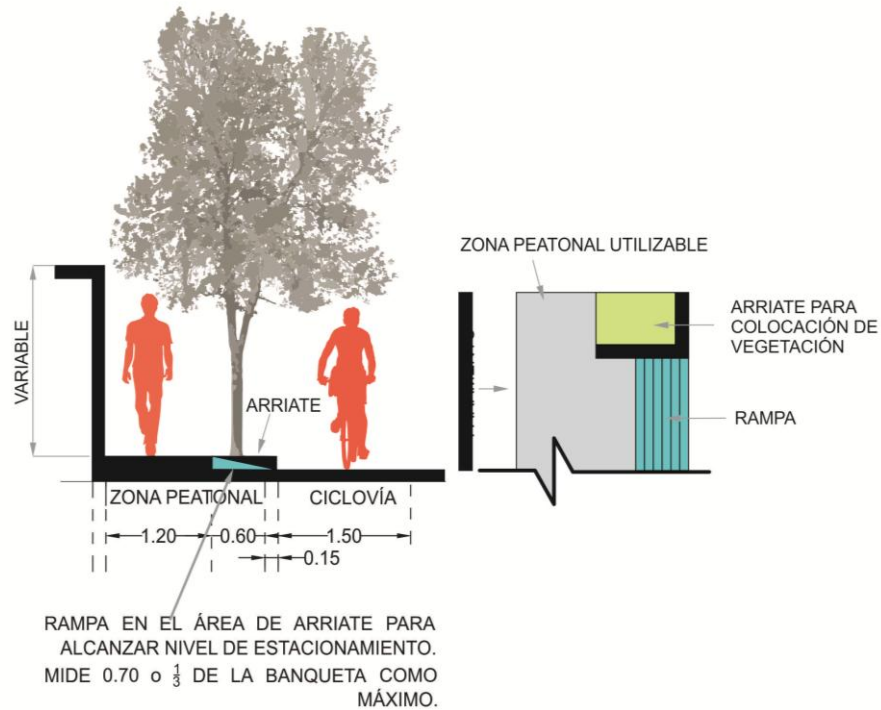 VARIABLE
ARRIATE
ZONA PEATONAL
CICLOVÍA
1.20
0.60
1.50
0.15
RAMPA EN EL ÁREA DE ARRIATE PARA
ALCANZAR NIVEL DE ESTACIONAMIENTO.
MIDE 0.70 o 1/3 DE LA BANQUETA COMO
MÁXIMO.
ZONA PEATONAL UTILIZABLE
ARRIATE PARA
COLOCACIÓN DE
VEGETACIÓN
RAMPA